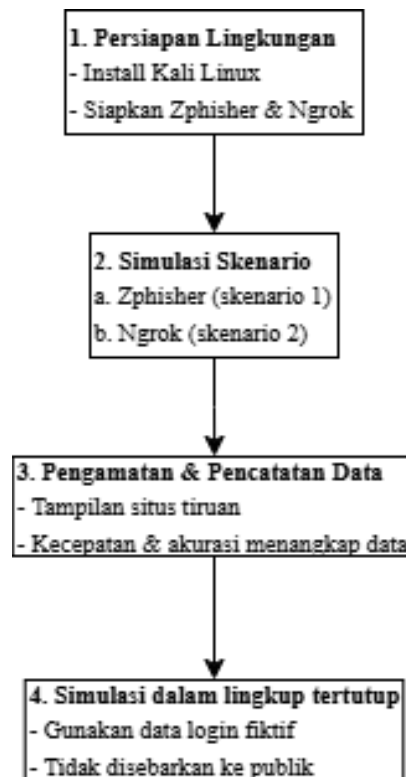 1. Persiapan Lingkungan
- Install Kali Linux
- Siapkan Zphisher & Ngrok
2. Simulasi Skenario
a. Zphisher (skenario 1)
b. Ngrok (skenario 2)
3. Pengamatan & Pencatatan Data
- Tampilan situs tiruan
- Kecepatan & akurasi menangkap data
4. Simulasi dalam lingkup tertutup
- Gunakan data login fiktif
- Tidak disebarkan ke publik